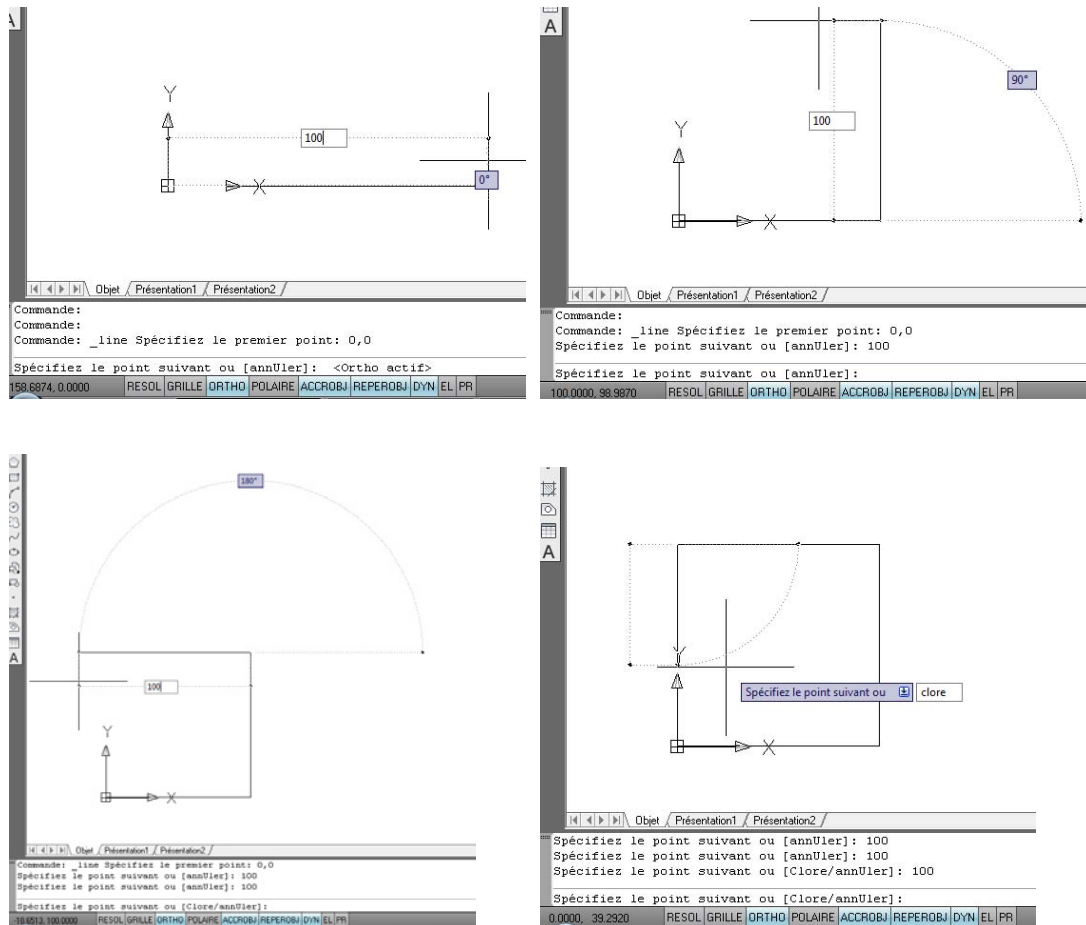 A
Y
100
0°
X
Objet / Présentation1 / Présentation2 /
Commande:
Commande:
Commande: _line Spécifiez le premier point: 0,0
Spécifiez le point suivant ou [annUler]: <Ortho actif>
158.6874, 0.0000 RESOL GRILLE ORTHO POLAIRE ACCROBJ REPEROBJ DYN EL PR
A
90°
100
Y
X
Objet / Présentation1 / Présentation2 /
Commande:
Commande: _line Spécifiez le premier point: 0,0
Spécifiez le point suivant ou [annUler]: 100
Spécifiez le point suivant ou [annUler]:
100.0000, 98.9870 RESOL GRILLE ORTHO POLAIRE ACCROBJ REPEROBJ DYN EL PR
180°
A
100
Y
X
Objet / Présentation1 / Présentation2 /
Commande: _line Spécifiez le premier point: 0,0
Spécifiez le point suivant ou [annUler]: 100
Spécifiez le point suivant ou [annUler]: 100
Spécifiez le point suivant ou [Clore/annUler]:
-18.6513, 100.0000 RESOL GRILLE ORTHO POLAIRE ACCROBJ REPEROBJ DYN EL PR
A
Y
Spécifiez le point suivant ou clore
X
Objet / Présentation1 / Présentation2 /
Spécifiez le point suivant ou [annUler]: 100
Spécifiez le point suivant ou [annUler]: 100
Spécifiez le point suivant ou [Clore/annUler]: 100
Spécifiez le point suivant ou [Clore/annUler]:
0.0000, 39.2920 RESOL GRILLE ORTHO POLAIRE ACCROBJ REPEROBJ DYN EL PR